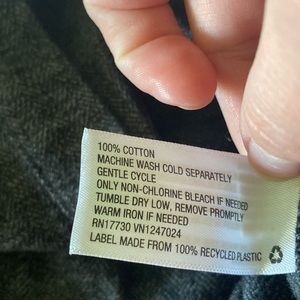 100% COTTON
MACHINE WASH COLD SEPARATELY
GENTLE CYCLE
ONLY NON-CHLORINE BLEACH IF NEEDED
TUMBLE DRY LOW, REMOVE PROMPTLY
WARM IRON IF NEEDED
RN17730 VN1247024
LABEL MADE FROM 100% RECYCLED PLASTIC